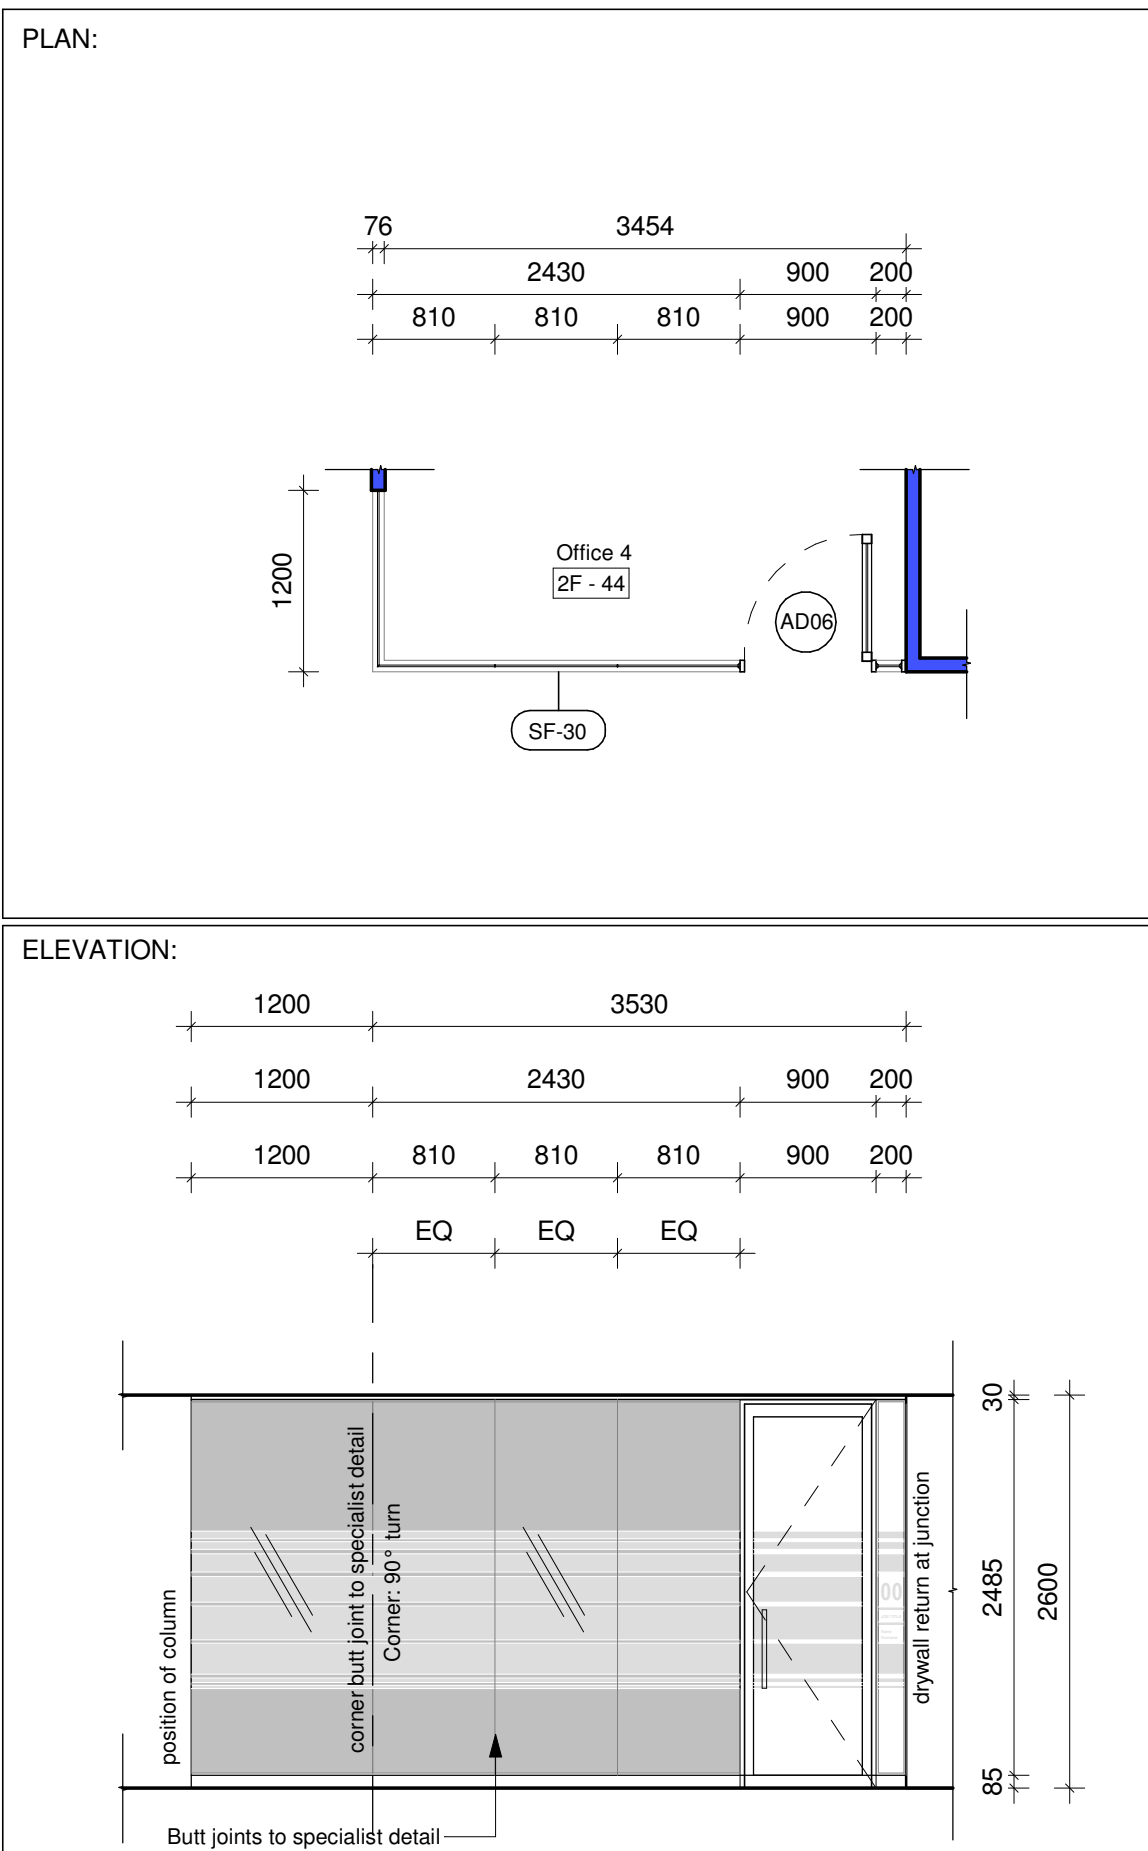 PLAN:
76 3454
2430 900 200
810 810 810 900 200
1200
Office 4
2F - 44
AD06
SF-30
ELEVATION:
1200 3530
1200 2430 900 200
1200 810 810 810 900 200
EQ EQ EQ
position of column
corner butt joint to specialist detail
Corner: 90° turn
00
drywall return at junction
30
2485
85
2600
Butt joints to specialist detail